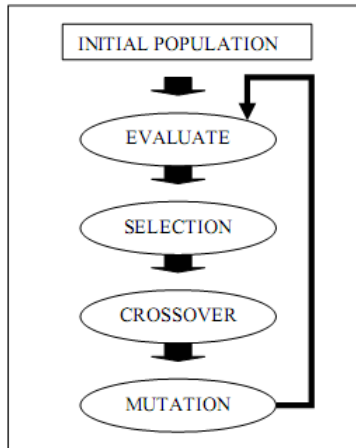 INITIAL POPULATION
EVALUATE
SELECTION
CROSSOVER
MUTATION